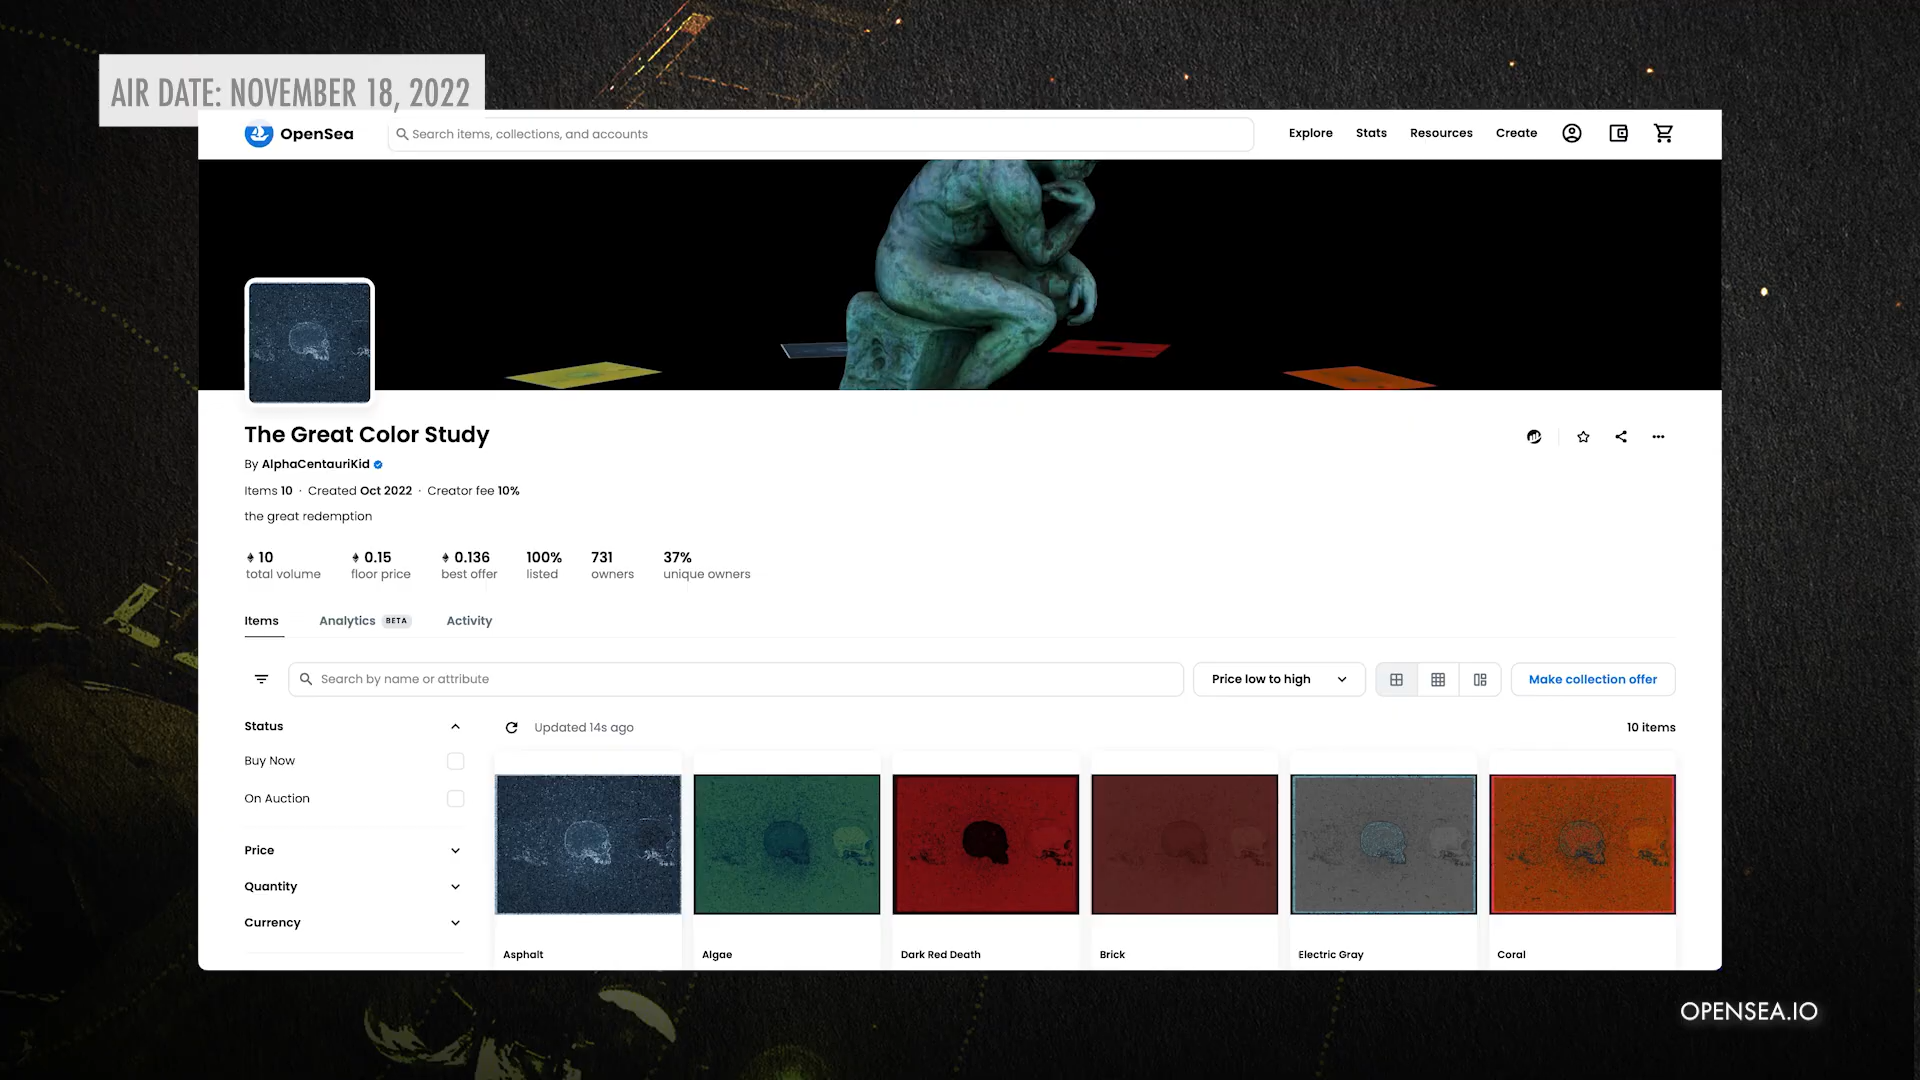 AIR DATE: NOVEMBER 18, 2022
OpenSea
Search items, collections, and accounts
Explore Stats Resources Create
The Great Color Study
By AlphaCentauriKid
Items 10 · Created Oct 2022 · Creator fee 10%
the great redemption
10 0.15 0.136 100% 731 37%
total volume floor price best offer listed owners unique owners
Items Analytics BETA Activity
Search by name or attribute Price low to high Make collection offer
Status Updated 14s ago 10 items
Buy Now
On Auction
Price
Quantity
Currency
Asphalt Algae Dark Red Death Brick Electric Gray Coral
OPENSEA.IO